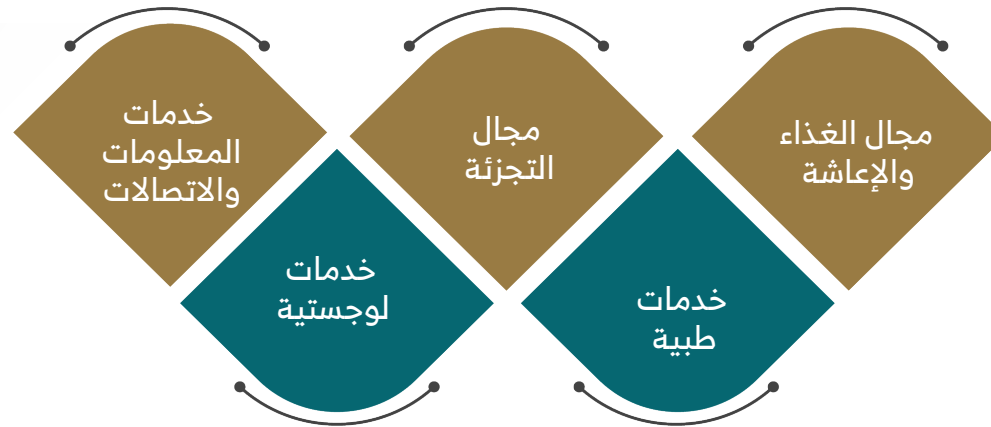 مجال الغذاء
والإعاشة
خدمات
طبية
مجال
التجزئة
خدمات
لوجستية
خدمات
المعلومات
والاتصالات